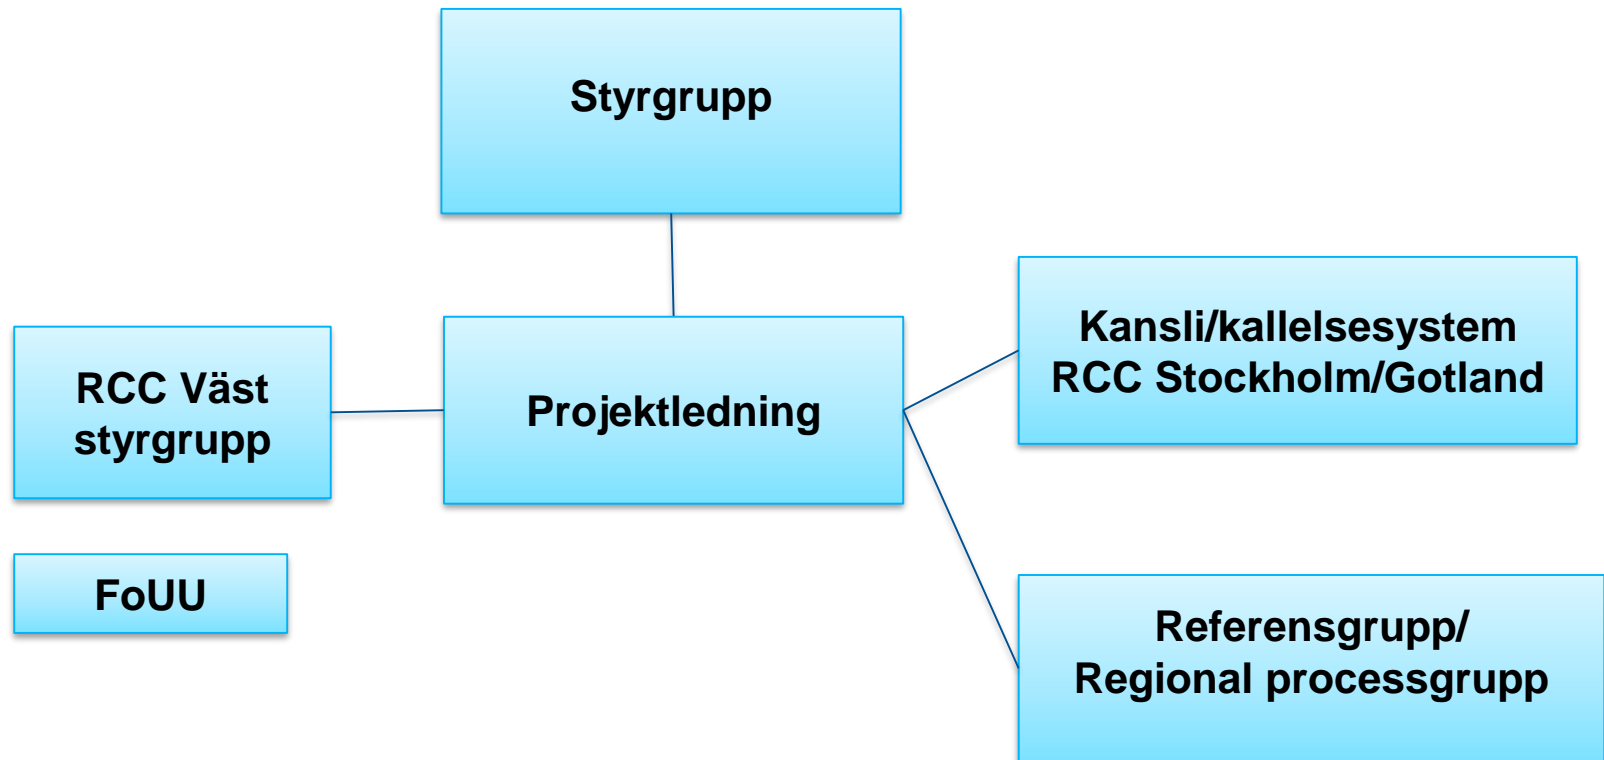 Styrgrupp
RCC Väst
styrgrupp
Projektledning
Kansli/kallelsesystem
RCC Stockholm/Gotland
FoUU
Referensgrupp/
Regional processgrupp